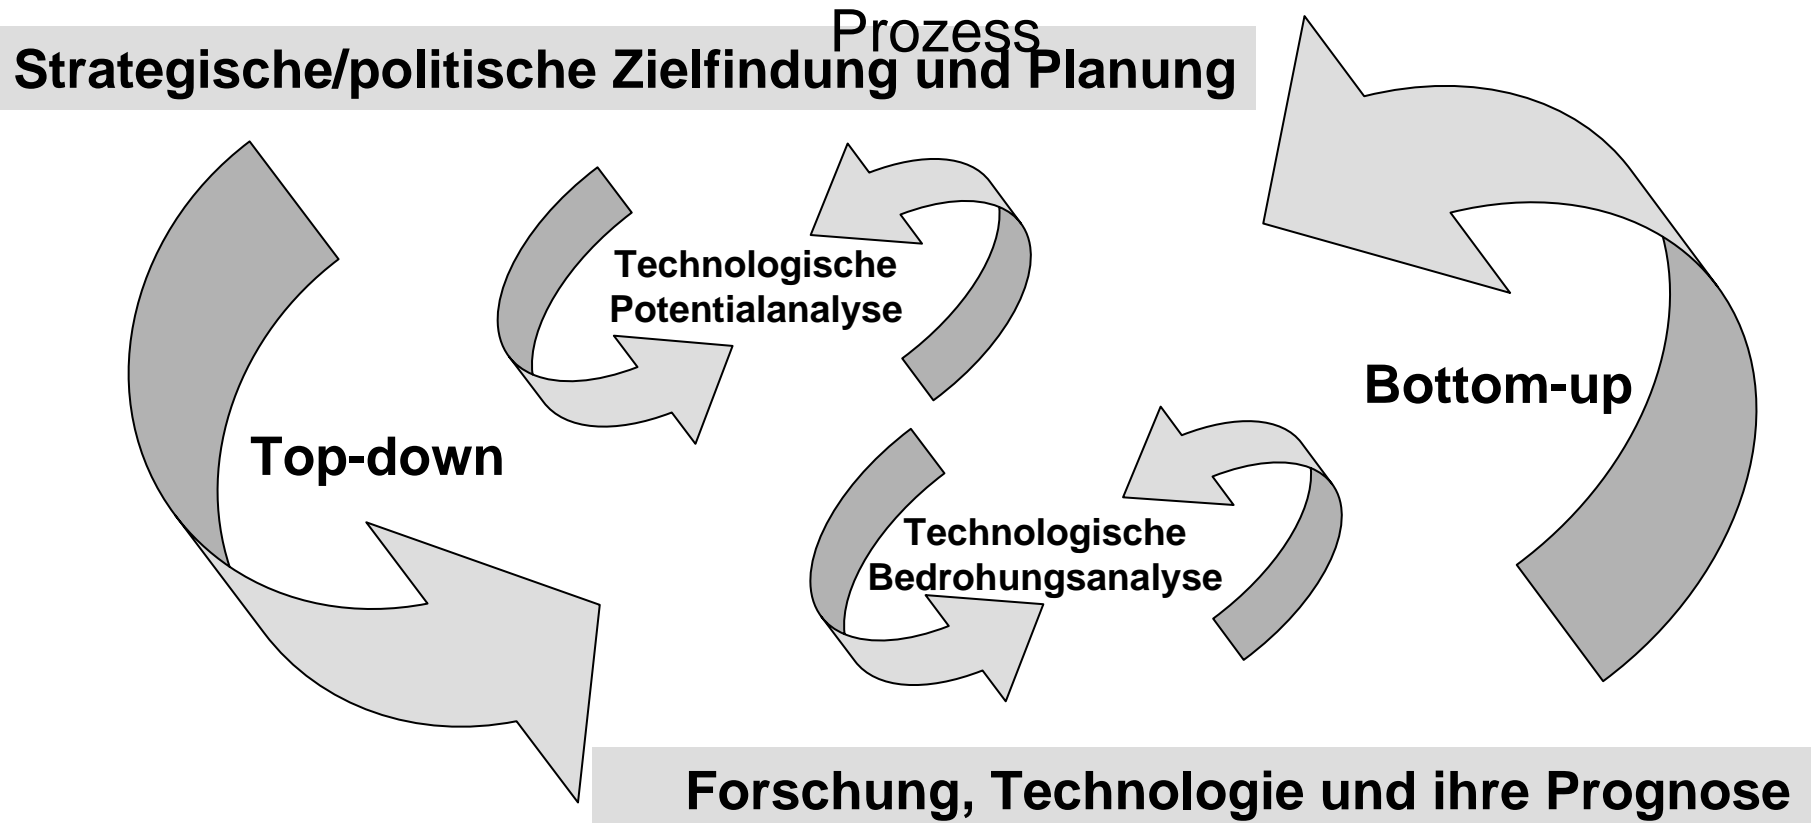 Prozess
Strategische/politische Zielfindung und Planung
Technologische
Potentialanalyse
Bottom-up
Top-down
Technologische
Bedrohungsanalyse
Forschung, Technologie und ihre Prognose